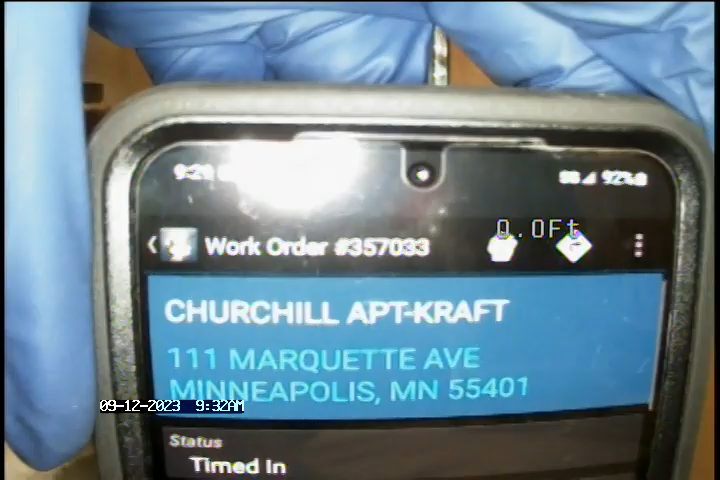 92%
Work Order #357033
0.0Ft
CHURCHILL APT-KRAFT
111 MARQUETTE AVE
MINNEAPOLIS, MN 55401
09-12-2023 9:32AM
Status
Timed In